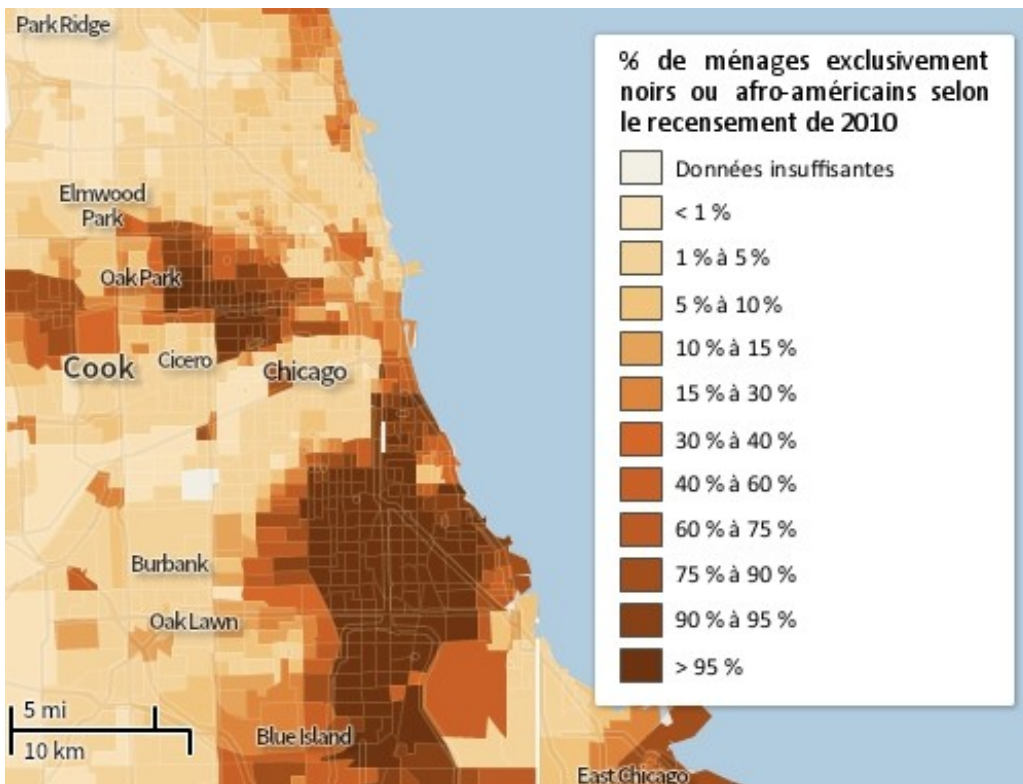 Park Ridge
Elmwood
Park
Oak Park
Cook
Cicero
Chicago
Burbank
Oak Lawn
Blue Island
East Chicago
5 mi
10 km
% de ménages exclusivement
noirs ou afro-américains selon
le recensement de 2010
Données insuffisantes
< 1 %
1 % à 5 %
5 % à 10 %
10 % à 15 %
15 % à 30 %
30 % à 40 %
40 % à 60 %
60 % à 75 %
75 % à 90 %
90 % à 95 %
> 95 %